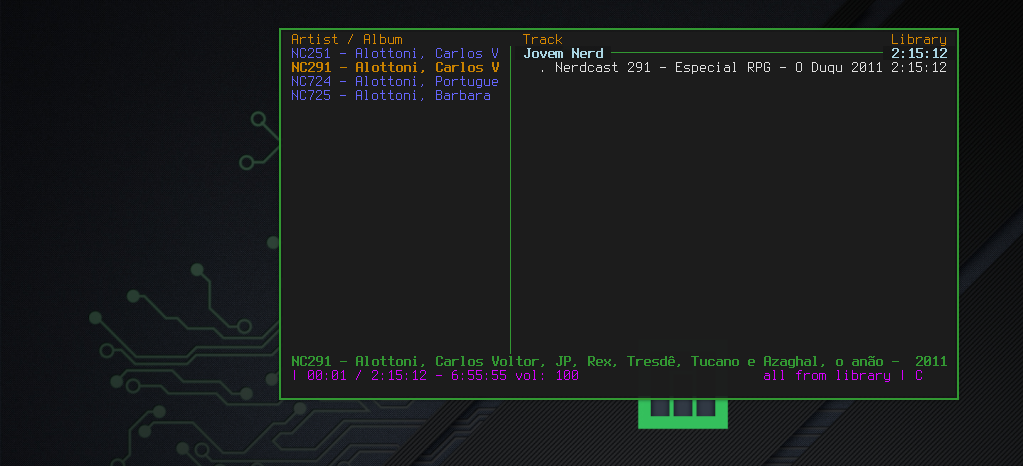 Artist / Album Track Library
NC251 - Alottoni, Carlos V Jovem Nerd 2:15:12
NC291 - Alottoni, Carlos V . Nerdcast 291 - Especial RPG - O Duqu 2011 2:15:12
NC724 - Alottoni, Portugue
NC725 - Alottoni, Barbara
NC291 - Alottoni, Carlos Voltor, JP, Rex, Tresdê, Tucano e Azaghal, o anão - 2011
| 00:01 / 2:15:12 - 6:55:55 vol: 100 all from library | C